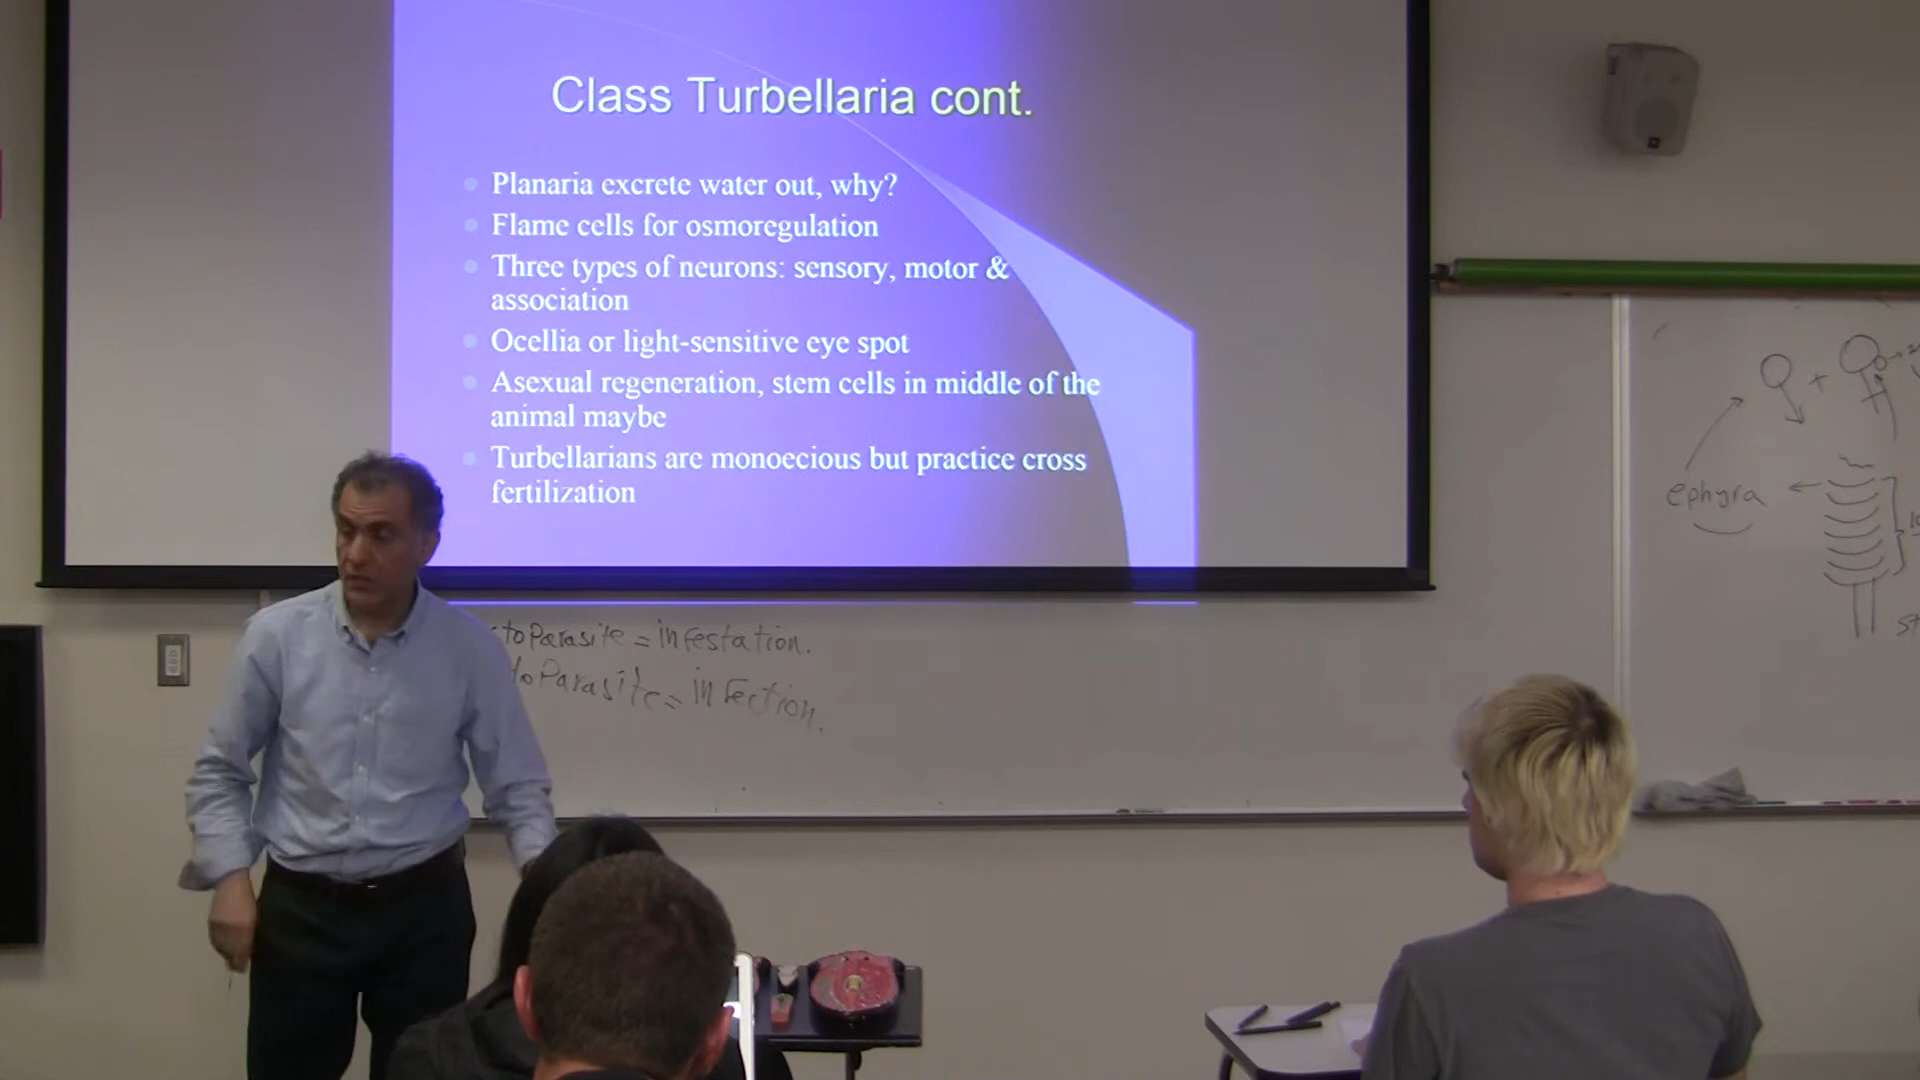 Class Turbellaria cont.
Planaria excrete water out, why?
Flame cells for osmoregulation
Three types of neurons: sensory, motor &
association
Ocellia or light-sensitive eye spot
Asexual regeneration, stem cells in middle of the
animal maybe
Turbellarians are monoecious but practice cross
fertilization
toParasite = infestation.
toParasite = infection.
ephyra